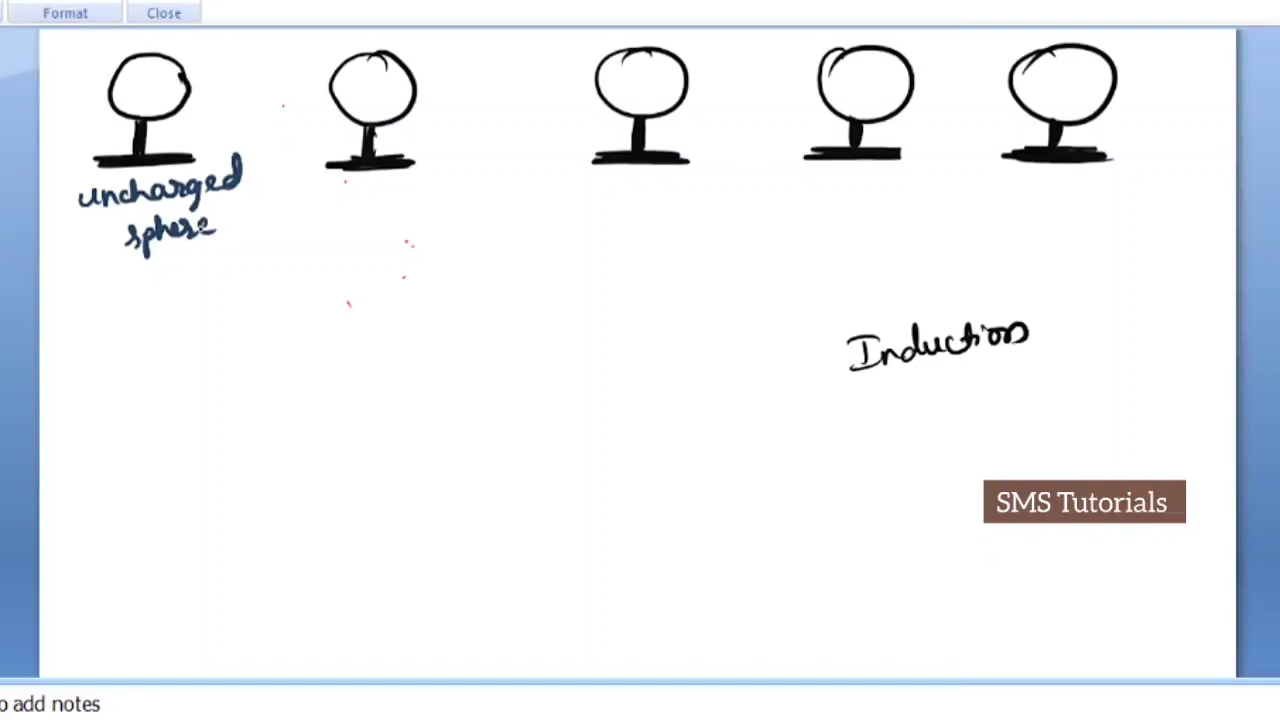 Format Close
uncharged
sphere
Induction
SMS Tutorials
o add notes